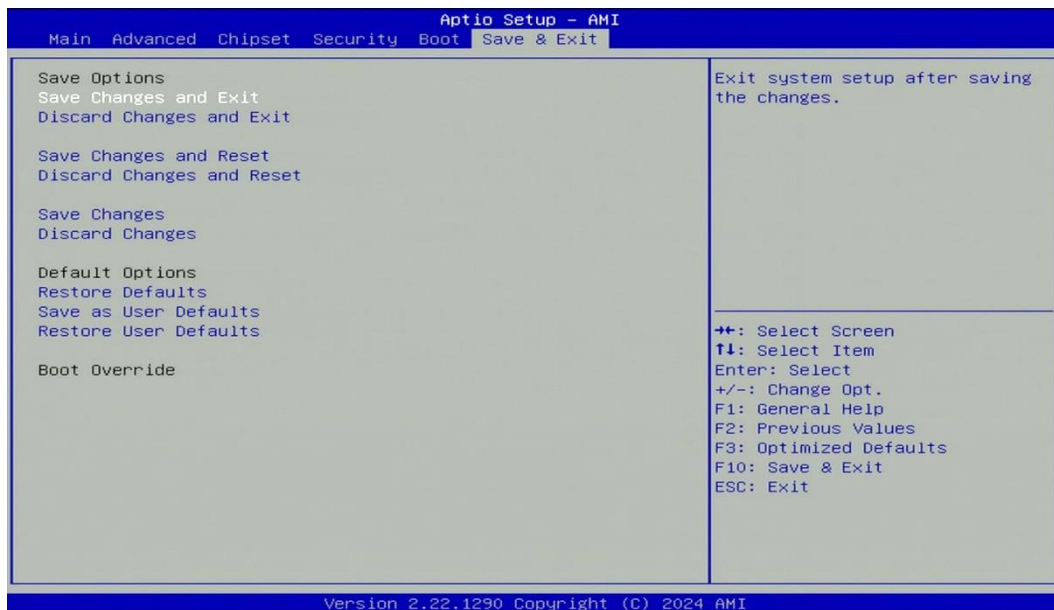 Aptio Setup – AMI
Main Advanced Chipset Security Boot Save & Exit
Save Options
Save Changes and Exit
Discard Changes and Exit
Save Changes and Reset
Discard Changes and Reset
Save Changes
Discard Changes
Default Options
Restore Defaults
Save as User Defaults
Restore User Defaults
Boot Override
Exit system setup after saving
the changes.
→←: Select Screen
↑↓: Select Item
Enter: Select
+/-: Change Opt.
F1: General Help
F2: Previous Values
F3: Optimized Defaults
F10: Save & Exit
ESC: Exit
Version 2.22.1290 Copyright (C) 2024 AMI